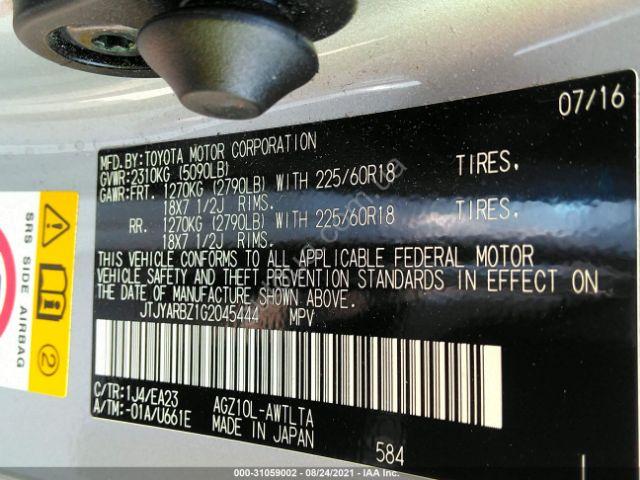 07/16
MFD.BY:TOYOTA MOTOR CORPORATION
GVWR:2310KG (5090LB)
GAWR:FRT. 1270KG (2790LB) WITH 225/60R18 TIRES.
18X7 1/2J RIMS.
RR. 1270KG (2790LB) WITH 225/60R18 TIRES.
18X7 1/2J RIMS.
THIS VEHICLE CONFORMS TO ALL APPLICABLE FEDERAL MOTOR
VEHICLE SAFETY AND THEFT PREVENTION STANDARDS IN EFFECT ON
THE DATE OF MANUFACTURE SHOWN ABOVE.
JTJYARBZ1G2045444 MPV
C/TR:1J4/EA23 AGZ10L-AWTLTA
A/TM:-01A/U661E MADE IN JAPAN 584
SRS SIDE AIRBAG
2
000-31059002 - 08/24/2021 - IAA Inc.